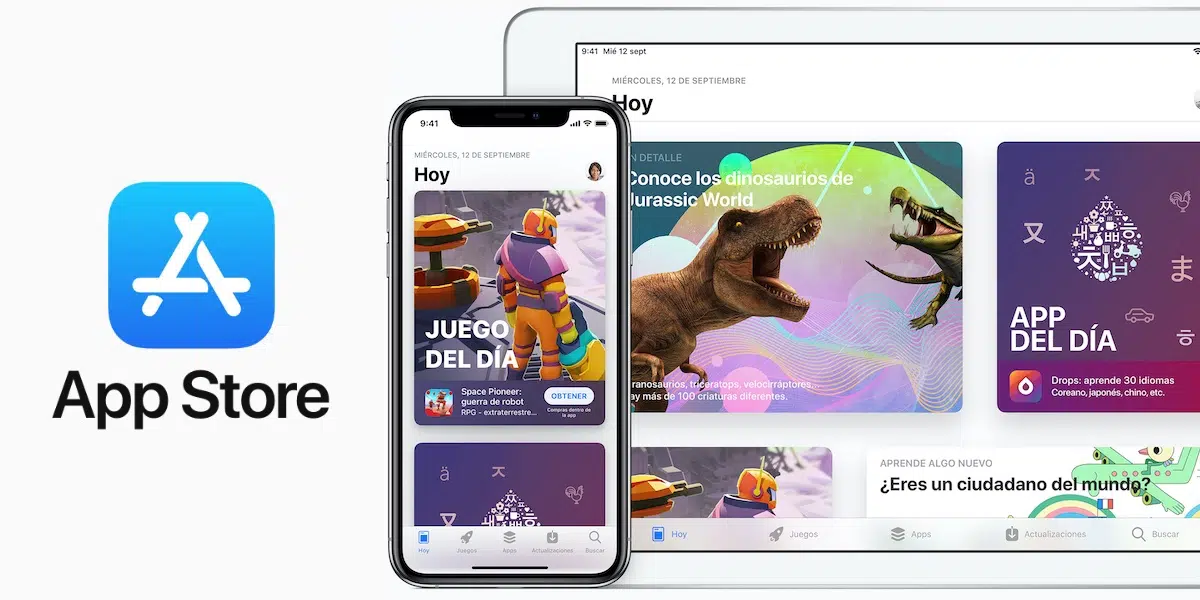 App Store
9:41
MIÉRCOLES, 12 DE SEPTIEMBRE
Hoy
JUEGO
DEL DÍA
Space Pioneer:
guerra de robot
RPG - extraterrestre...
OBTENER
Compras dentro de
la app
ä
ㅈ
Hoy
Juegos
Apps
Actualizaciones
Buscar
9:41 Mié 12 sept
MIÉRCOLES, 12 DE SEPTIEMBRE
Hoy
N DETALLE
Conoce los dinosaurios de
Jurassic World
ranosaurios, tricératops, velocirráptores...
ay más de 100 criaturas diferentes.
ä
ㅈ
又
ま
APP
DEL DÍA
Drops: aprende 30 idiomas
Coreano, japonés, chino, etc.
APRENDE ALGO NUEVO
¿Eres un ciudadano del mundo?
Hoy
Juegos
Apps
Actualizaciones
Buscar